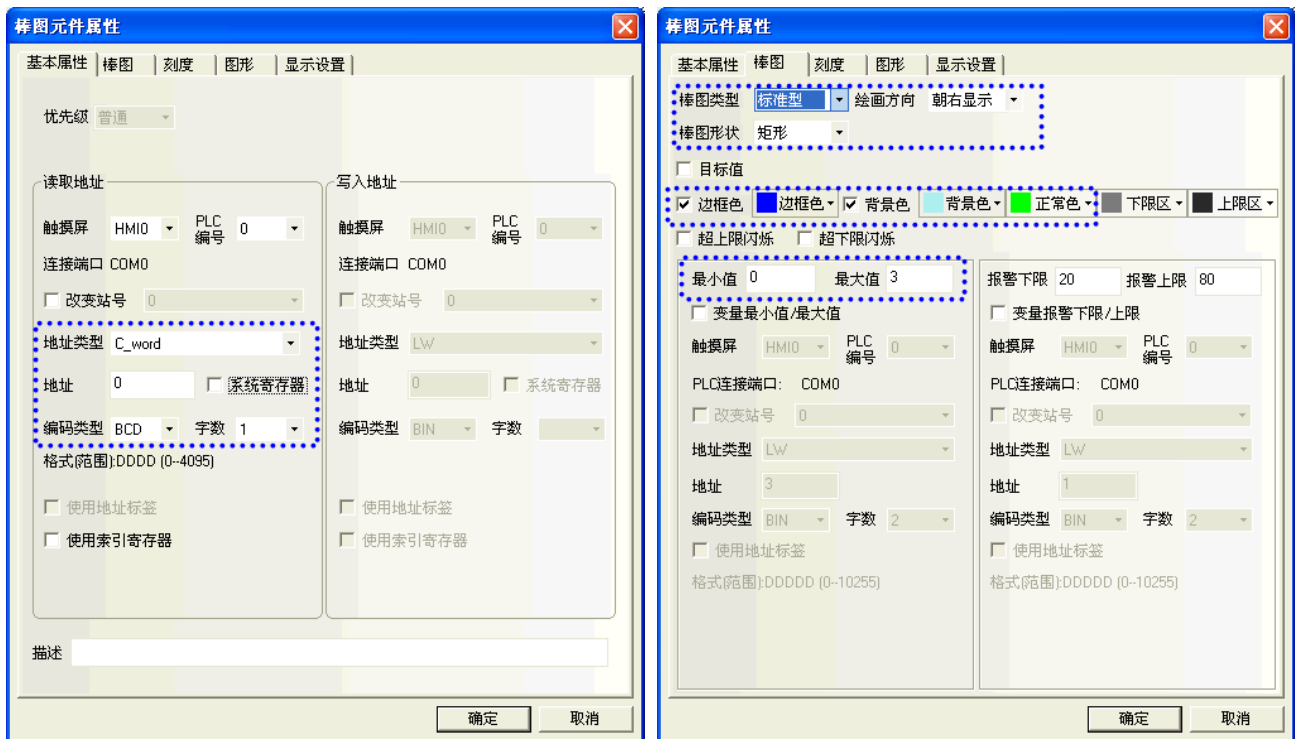 棒图元件属性
基本属性 棒图 刻度 图形 显示设置
优先级 普通
读取地址
触摸屏 HMI0 PLC编号 0
连接端口 COM0
改变站号 0
地址类型 C_word
地址 0 系统寄存器
编码类型 BCD 字数 1
格式(范围):DDDD (0~4095)
使用地址标签
使用索引寄存器
写入地址
触摸屏 HMI0 PLC编号 0
连接端口 COM0
改变站号 0
地址类型 LW
地址 0 系统寄存器
编码类型 BIN 字数
使用地址标签
使用索引寄存器
描述
确定 取消
棒图元件属性
基本属性 棒图 刻度 图形 显示设置
棒图类型 标准型 绘画方向 朝右显示
棒图形状 矩形
目标值
边框色 边框色 背景色 背景色 正常色 下限区 上限区
超上限闪烁 超下限闪烁
最小值 0 最大值 3
变量最小值/最大值
触摸屏 HMI0 PLC编号 0
PLC连接端口: COM0
改变站号 0
地址类型 LW
地址 3
编码类型 BIN 字数 2
使用地址标签
格式(范围):DDDDD (0~10255)
报警下限 20 报警上限 80
变量报警下限/上限
触摸屏 HMI0 PLC编号 0
PLC连接端口: COM0
改变站号 0
地址类型 LW
地址 1
编码类型 BIN 字数 2
使用地址标签
格式(范围):DDDDD (0~10255)
确定 取消